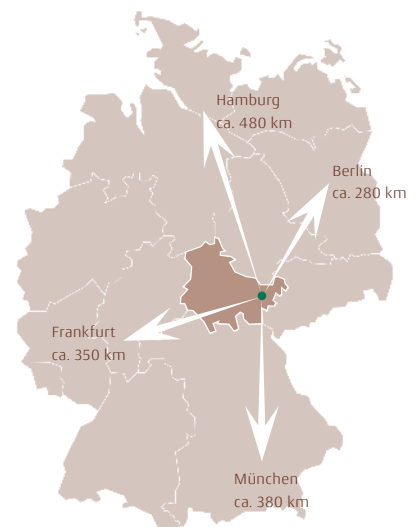 Hamburg
ca. 480 km
Berlin
ca. 280 km
Frankfurt
ca. 350 km
München
ca. 380 km